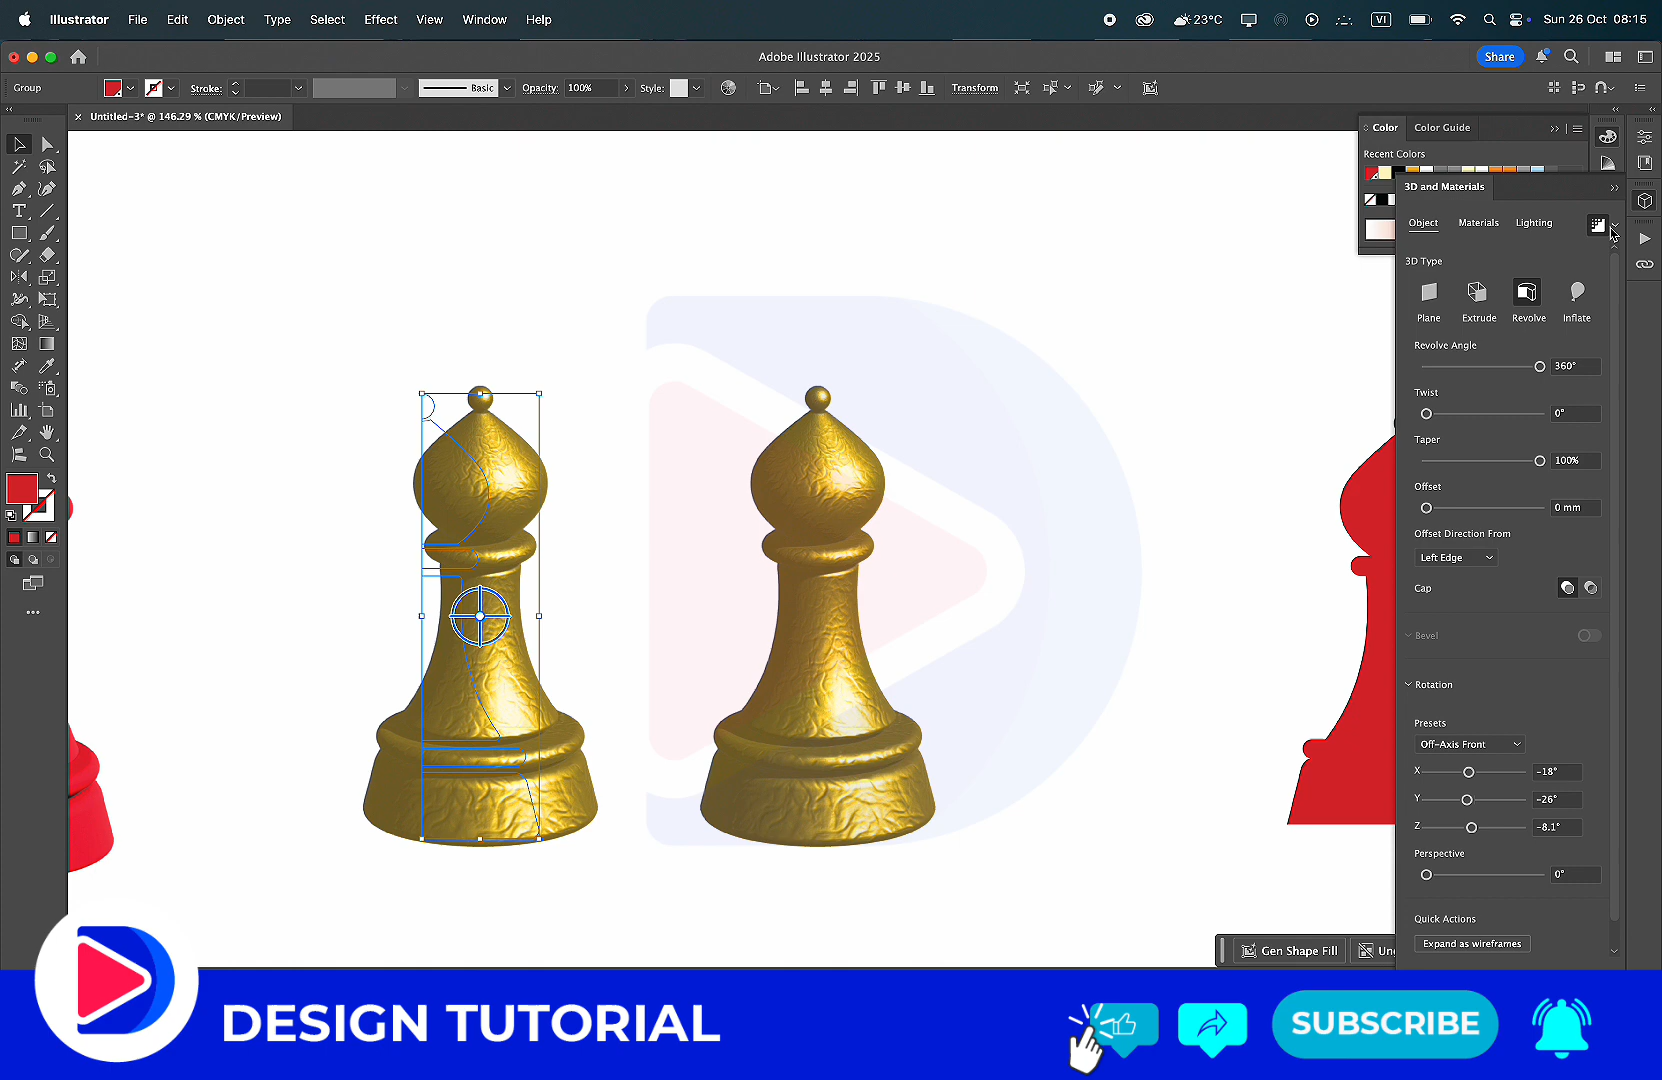 Illustrator File Edit Object Type Select Effect View Window Help
23°C VI Sun 26 Oct 08:15
Adobe Illustrator 2025
Share
Group Stroke: Basic Opacity: 100% Style: Transform
× Untitled-3* @ 146.29 % (CMYK/Preview)
Color Color Guide
Recent Colors
3D and Materials
Object Materials Lighting
3D Type
Plane Extrude Revolve Inflate
Revolve Angle
360°
Twist
0°
Taper
100%
Offset
0 mm
Offset Direction From
Left Edge
Cap
Bevel
Rotation
Presets
Off-Axis Front
X -18°
Y -26°
Z -8.1°
Perspective
0°
Quick Actions
Expand as wireframes
Gen Shape Fill Un
DESIGN TUTORIAL
SUBSCRIBE